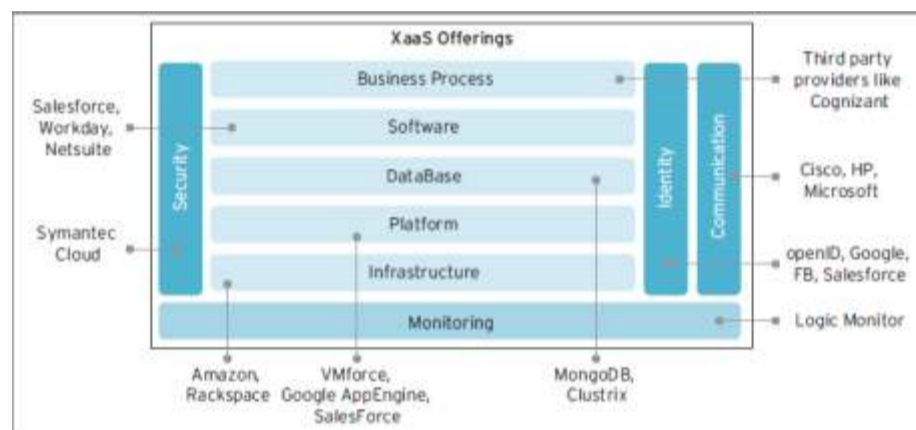 XaaS Offerings
Business Process
Software
DataBase
Platform
Infrastructure
Monitoring
Security
Identity
Communication
Salesforce,
Workday,
Netsuite
Symantec
Cloud
Third party
providers like
Cognizant
Cisco, HP,
Microsoft
openID, Google,
FB, Salesforce
Logic Monitor
Amazon,
Rackspace
VMforce,
Google AppEngine,
SalesForce
MongoDB,
Clustrix